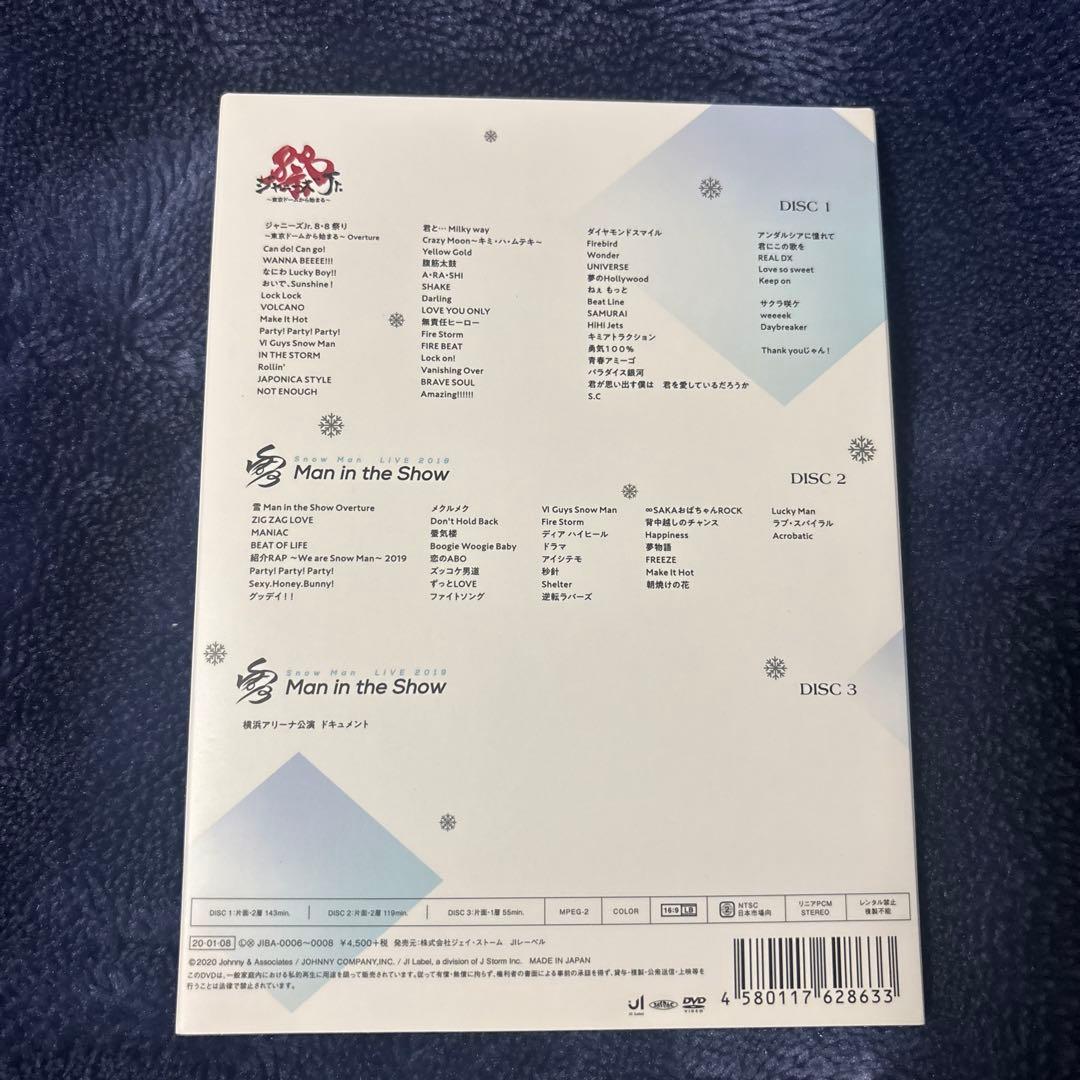 祭
ジャニーズJr.
~東京ドームから始まる~
DISC 1
ジャニーズJr. 8・8 祭り
~東京ドームから始まる~ Overture
Can do! Can go!
WANNA BEEEE!!!
なにわ Lucky Boy!!
おいで、Sunshine!
Lock Lock
VOLCANO
Make It Hot
Party! Party! Party!
VI Guys Snow Man
IN THE STORM
Rollin'
JAPONICA STYLE
NOT ENOUGH
君と… Milky way
Crazy Moon~キミ・ハ・ムテキ~
Yellow Gold
腹筋太鼓
A・RA・SHI
SHAKE
Darling
LOVE YOU ONLY
無責任ヒーロー
Fire Storm
FIRE BEAT
Lock on!
Vanishing Over
BRAVE SOUL
Amazing!!!!!!
ダイヤモンドスマイル
Firebird
Wonder
UNIVERSE
夢のHollywood
ねぇ もっと
Beat Line
SAMURAI
HiHi Jets
キミアトラクション
勇気100%
青春アミーゴ
パラダイス銀河
君が思い出す僕は 君を愛しているだろうか
S.C
アンダルシアに憧れて
君にこの歌を
REAL DX
Love so sweet
Keep on
サクラ咲ケ
weeeek
Daybreaker
Thank youじゃん!
Snow Man LIVE 2019
Man in the Show
DISC 2
雪 Man in the Show Overture
ZIG ZAG LOVE
MANIAC
BEAT OF LIFE
紹介RAP ~We are Snow Man~ 2019
Party! Party! Party!
Sexy.Honey.Bunny!
グッデイ!!
メクルメク
Don't Hold Back
蜃気楼
Boogie Woogie Baby
恋のABO
ズッコケ男道
ずっとLOVE
ファイトソング
VI Guys Snow Man
Fire Storm
ディア ハイヒール
ドラマ
アイシテモ
秒針
Shelter
逆転ラバーズ
∞SAKAおばちゃんROCK
背中越しのチャンス
Happiness
夢物語
FREEZE
Make It Hot
朝焼けの花
Lucky Man
ラブ・スパイラル
Acrobatic
Snow Man LIVE 2019
Man in the Show
DISC 3
横浜アリーナ公演 ドキュメント
DISC 1:片面・2層 143min. DISC 2:片面・2層 119min. DISC 3:片面・1層 55min. MPEG-2 COLOR 16:9 LB 2 NTSC 日本市場向 リニアPCM STEREO レンタル禁止 複製不能
20・01・08 JIBA-0006~0008 ¥4,500+税 発売元:株式会社ジェイ・ストーム JIレーベル
©2020 Johnny & Associates / JOHNNY COMPANY,INC. / JI Label, a division of J Storm Inc. MADE IN JAPAN
このDVDは、一般家庭内における私的再生に用途を限って販売されています。従って有償・無償に拘らず、権利者の書面による事前の承諾を得ず、貸与・複製・公衆送信・上映等を
行うことは法律で禁止されています。
JI Label
DVD VIDEO
4 580117 628633